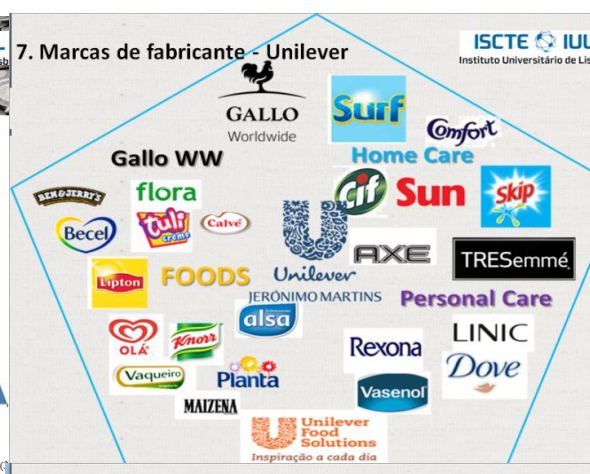 7. Marcas de fabricante - Unilever
ISCTE IUL
Instituto Universitário de Lis
GALLO
Worldwide
Gallo WW
Surf
Comfort
Home Care
BEN & JERRY'S
flora
Cif
Sun
skip
Becel
tuli
creme
Calvé
Unilever
JERÓNIMO MARTINS
AXE
TRESemmé
Lipton
FOODS
Personal Care
alsa
OLÁ
Knorr
Rexona
LINIC
Dove
Vaqueiro
Planta
Vasenol
MAIZENA
Unilever
Food
Solutions
Inspiração a cada dia